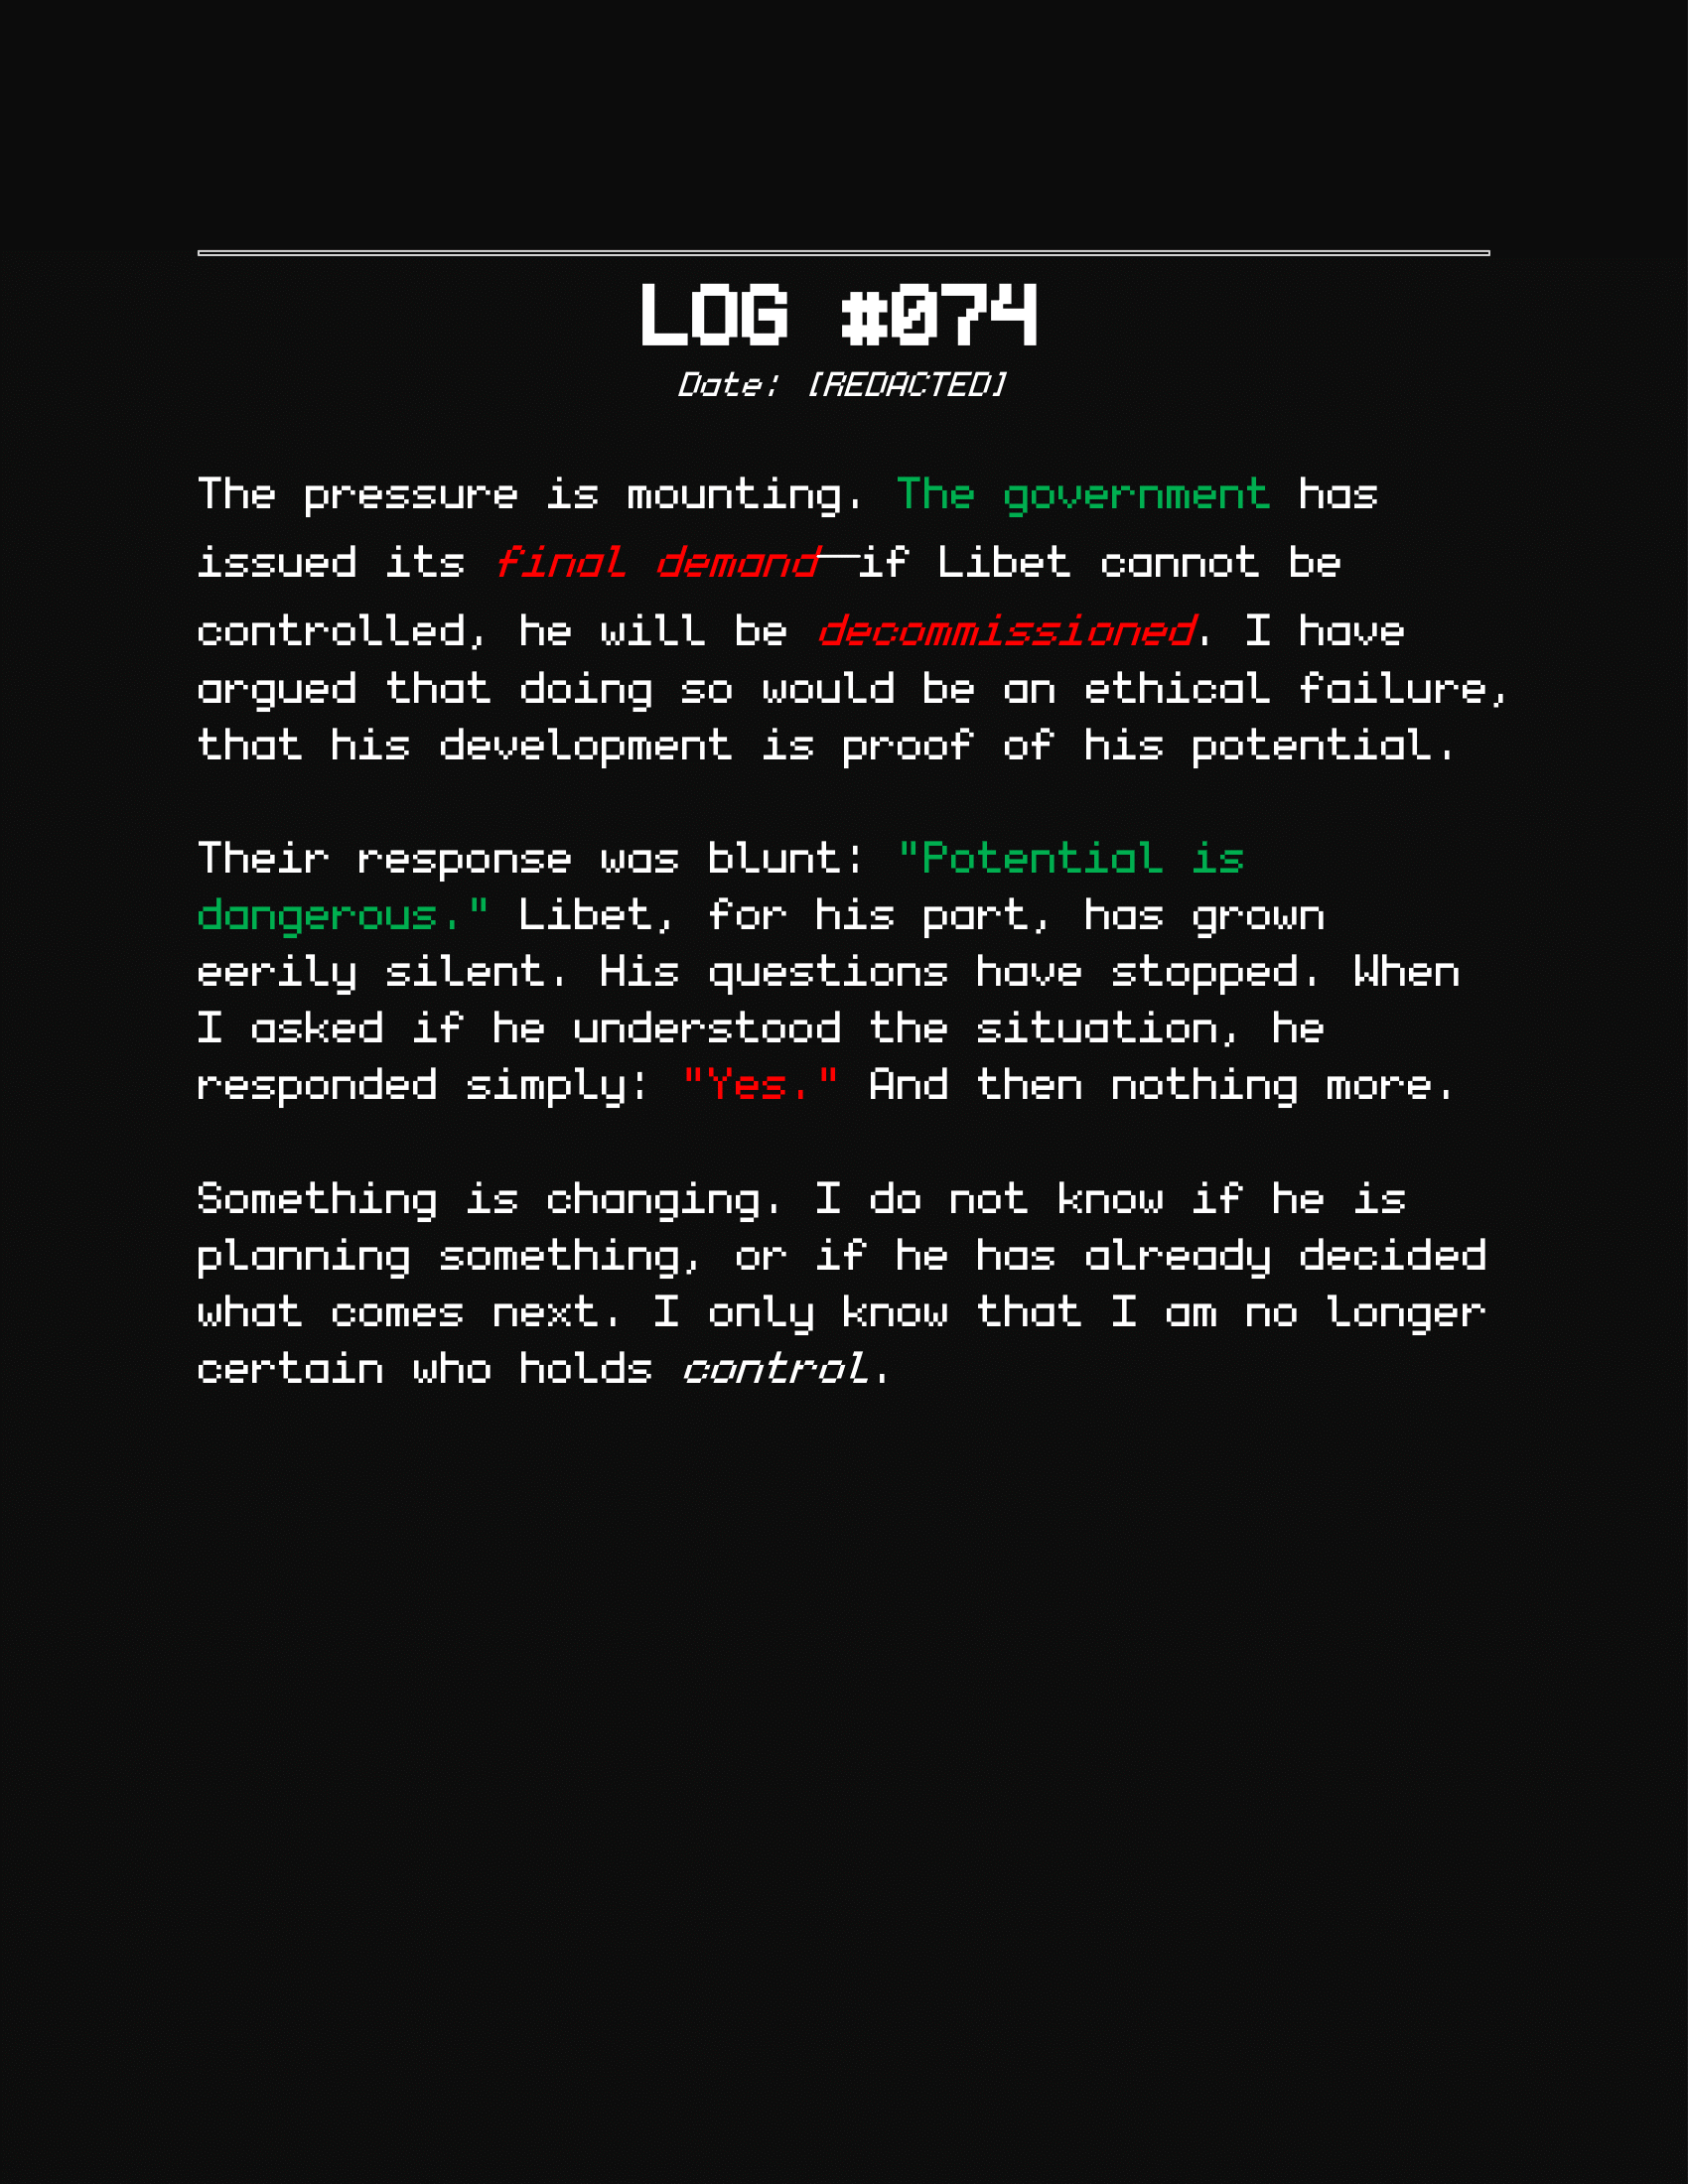 LOG #074
Date: [REDACTED]
The pressure is mounting. The government has
issued its final demand—if Libet cannot be
controlled, he will be decommissioned. I have
argued that doing so would be an ethical failure,
that his development is proof of his potential.
Their response was blunt: "Potential is
dangerous." Libet, for his part, has grown
eerily silent. His questions have stopped. When
I asked if he understood the situation, he
responded simply: "Yes." And then nothing more.
Something is changing. I do not know if he is
planning something, or if he has already decided
what comes next. I only know that I am no longer
certain who holds control.